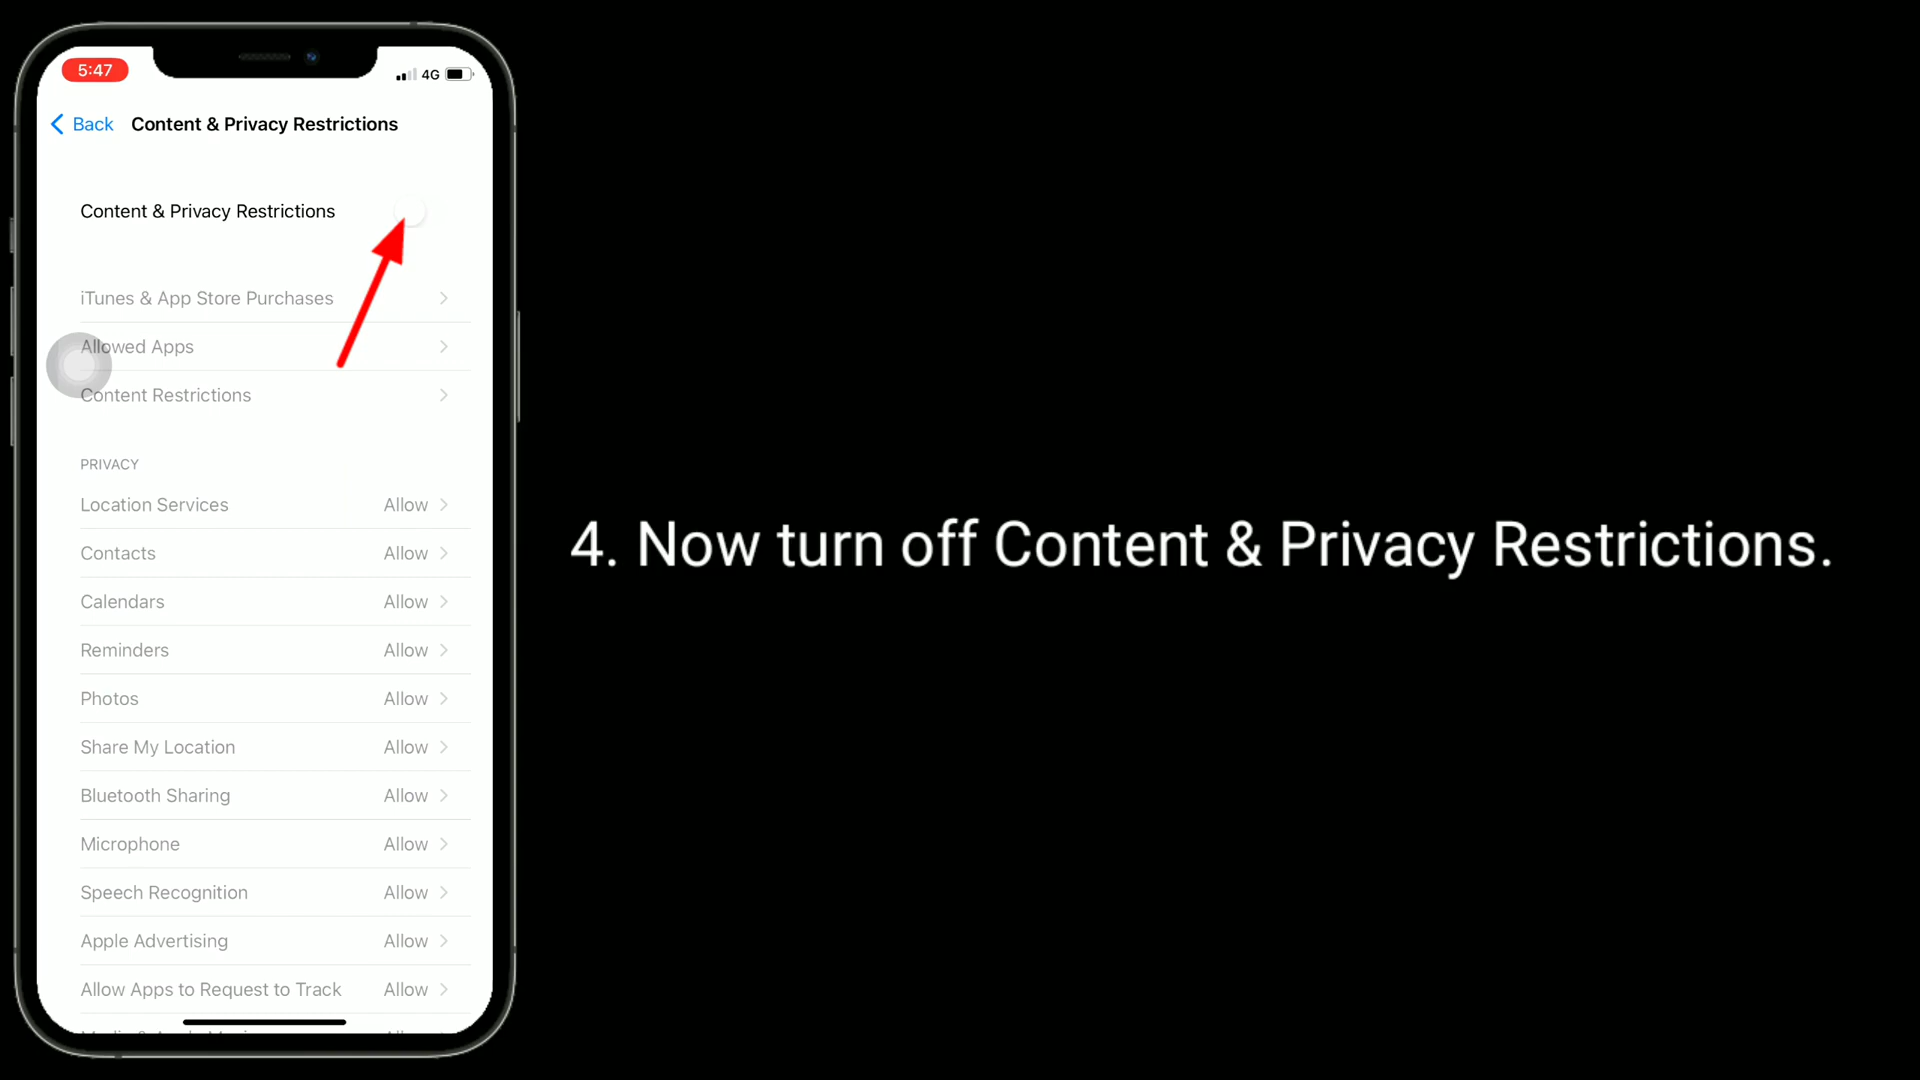 5:47
4G
Back
Content & Privacy Restrictions
Content & Privacy Restrictions
iTunes & App Store Purchases
Allowed Apps
Content Restrictions
PRIVACY
Location Services Allow
Contacts Allow
Calendars Allow
Reminders Allow
Photos Allow
Share My Location Allow
Bluetooth Sharing Allow
Microphone Allow
Speech Recognition Allow
Apple Advertising Allow
Allow Apps to Request to Track Allow
4. Now turn off Content & Privacy Restrictions.